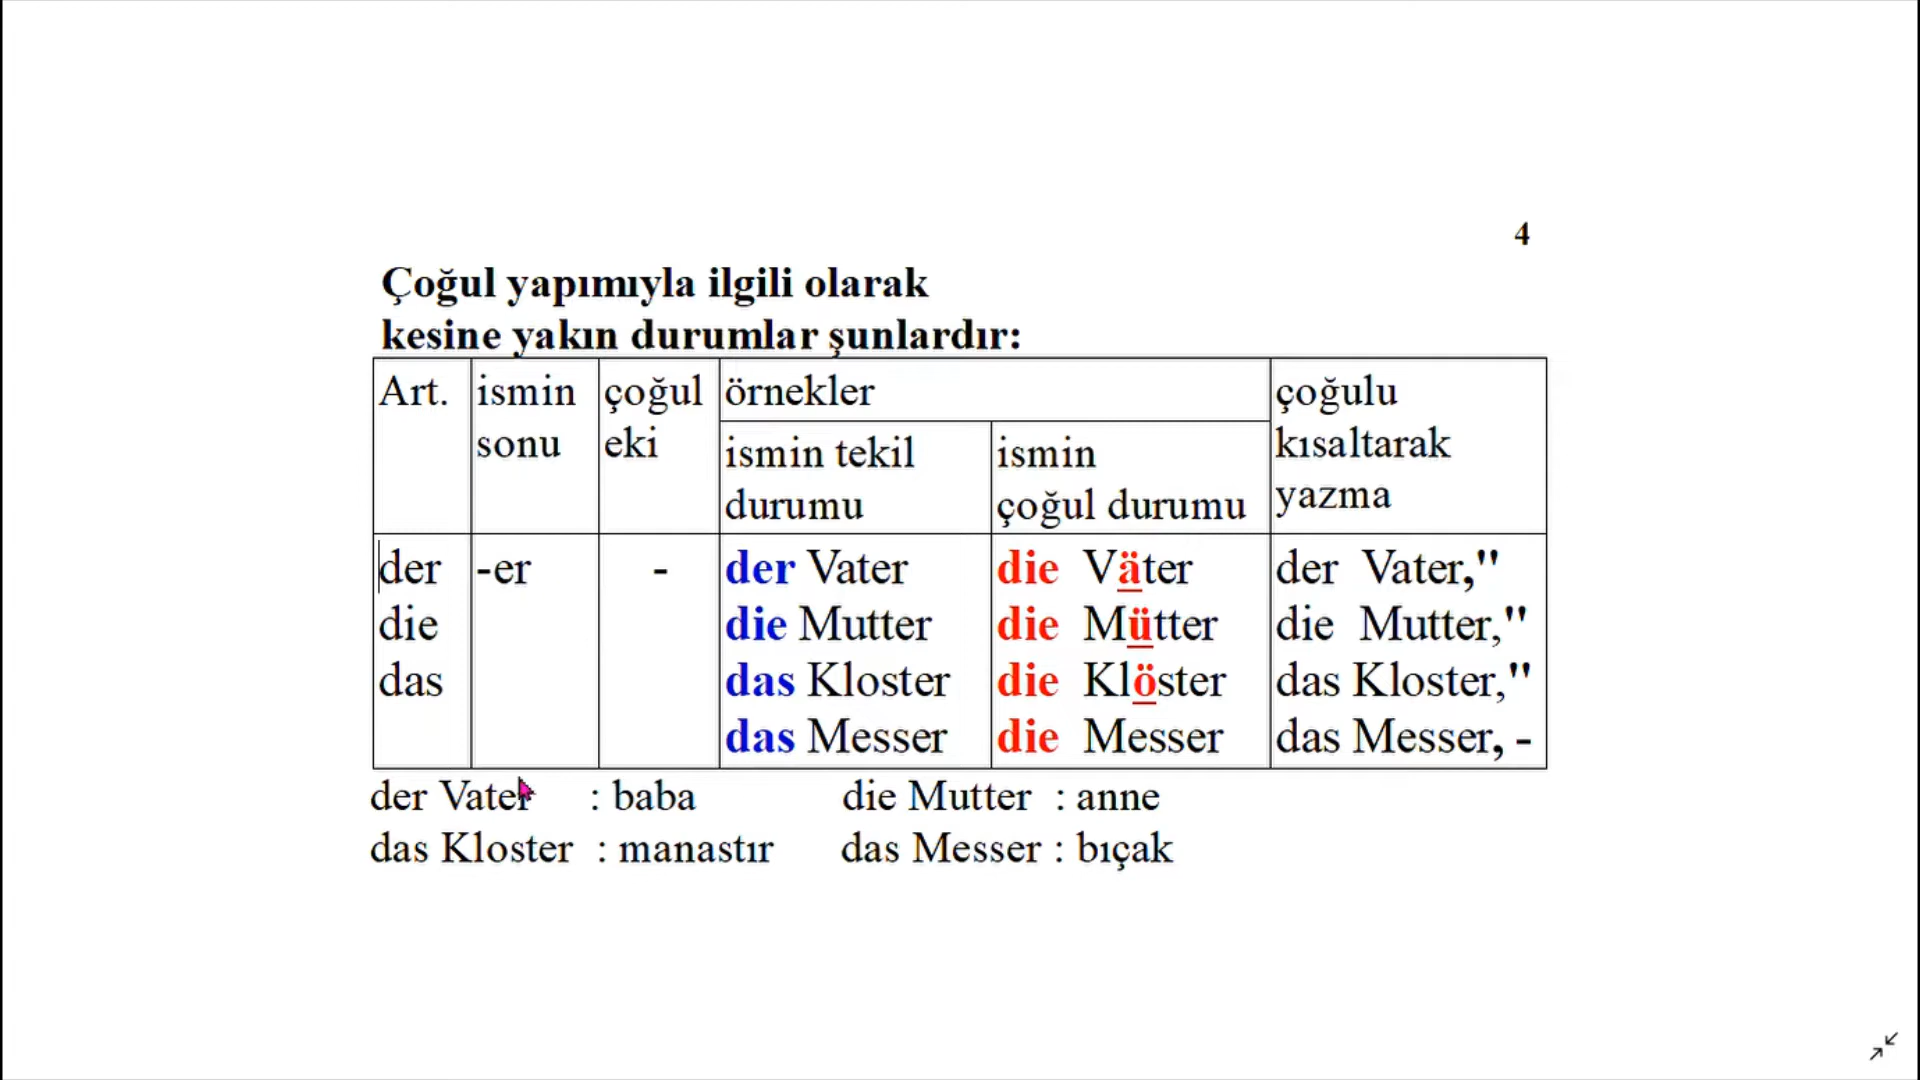 4
Çoğul yapımıyla ilgili olarak
kesine yakın durumlar şunlardır:
Art. ismin sonu çoğul eki örnekler çoğulu kısaltarak yazma
ismin tekil durumu ismin çoğul durumu
der -er - der Vater die Väter der Vater,"
die die Mutter die Mütter die Mutter,"
das das Kloster die Klöster das Kloster,"
das Messer die Messer das Messer, -
der Vater : baba die Mutter : anne
das Kloster : manastır das Messer : bıçak